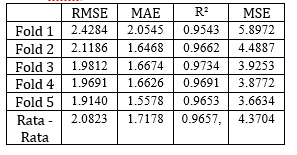 RMSE MAE R² MSE
Fold 1 2.4284 2.0545 0.9543 5.8972
Fold 2 2.1186 1.6468 0.9662 4.4887
Fold 3 1.9812 1.6674 0.9734 3.9253
Fold 4 1.9691 1.6626 0.9691 3.8772
Fold 5 1.9140 1.5578 0.9653 3.6634
Rata - 2.0823 1.7178 0.9657, 4.3704
Rata